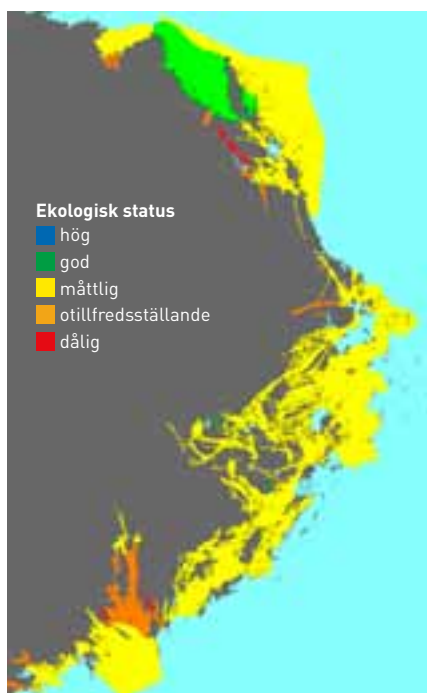 Ekologisk status
hög
god
måttlig
otillfredsställande
dålig